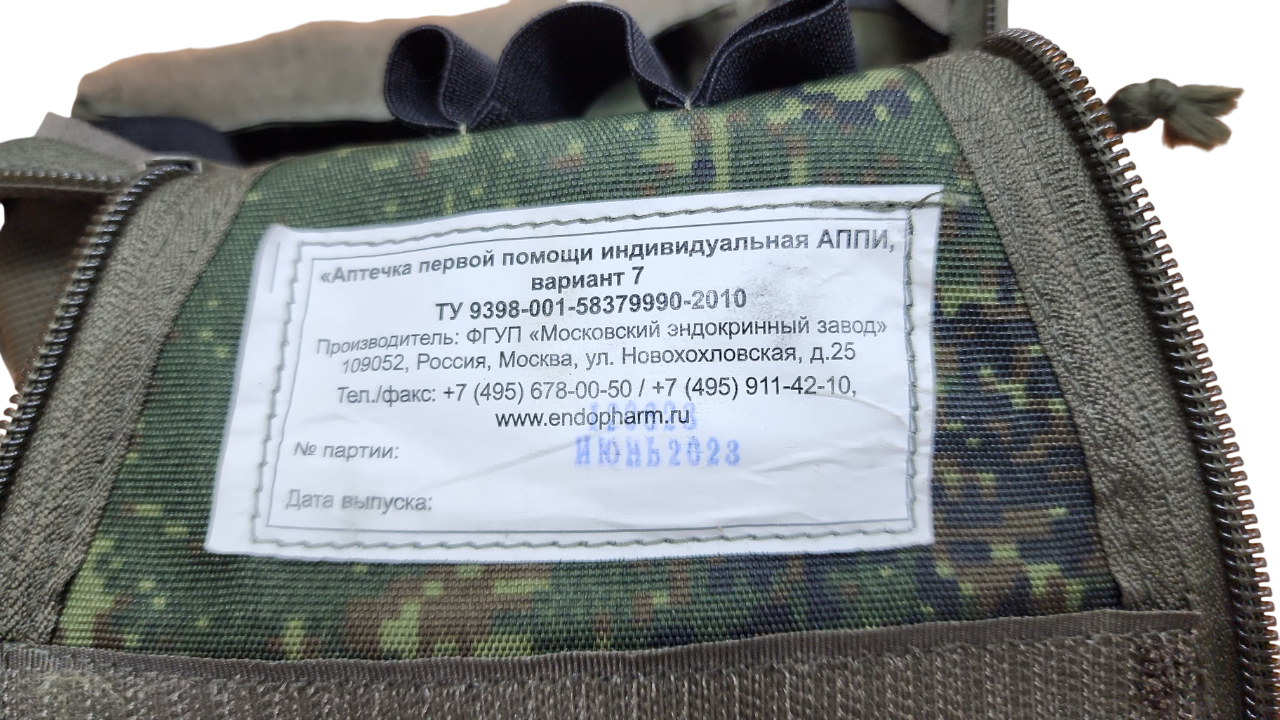 «Аптечка первой помощи индивидуальная АППИ,
вариант 7
ТУ 9398-001-58379990-2010
Производитель: ФГУП «Московский эндокринный завод»
109052, Россия, Москва, ул. Новохохловская, д.25
Тел./факс: +7 (495) 678-00-50 / +7 (495) 911-42-10,
www.endopharm.ru
№ партии:
ИЮНЬ2023
Дата выпуска: